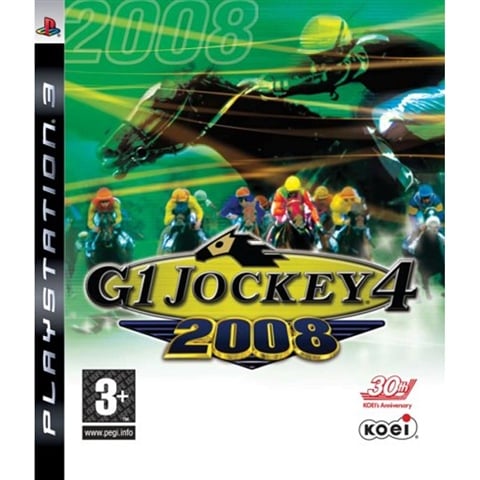 PLAYSTATION 3
2008
G1 JOCKEY 4
2008
3+
www.pegi.info
30th
KOEI's Anniversary
KOEI